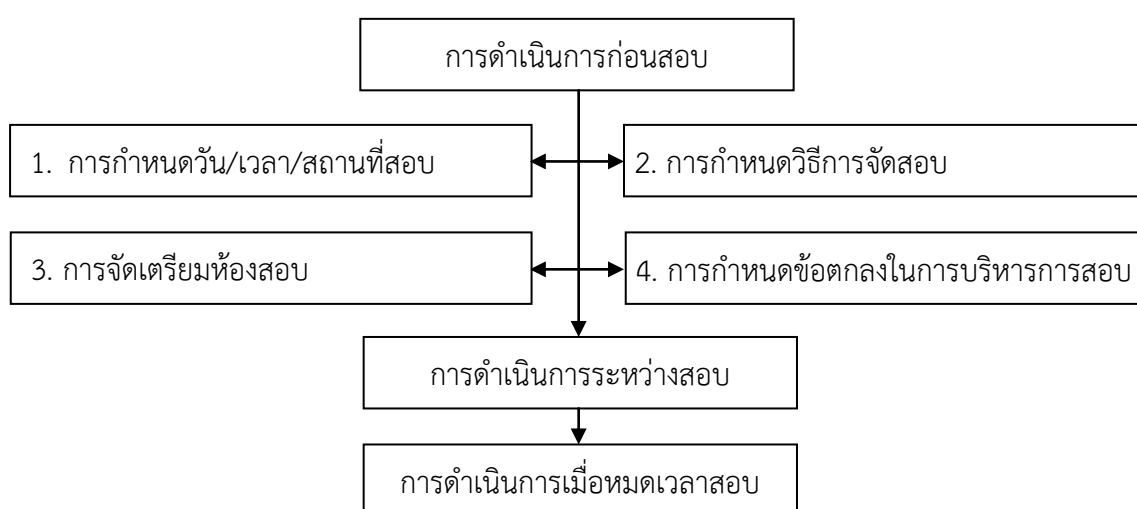 การดำเนินการก่อนสอบ
1. การกำหนดวัน/เวลา/สถานที่สอบ
2. การกำหนดวิธีการจัดสอบ
3. การจัดเตรียมห้องสอบ
4. การกำหนดข้อตกลงในการบริหารการสอบ
การดำเนินการระหว่างสอบ
การดำเนินการเมื่อหมดเวลาสอบ